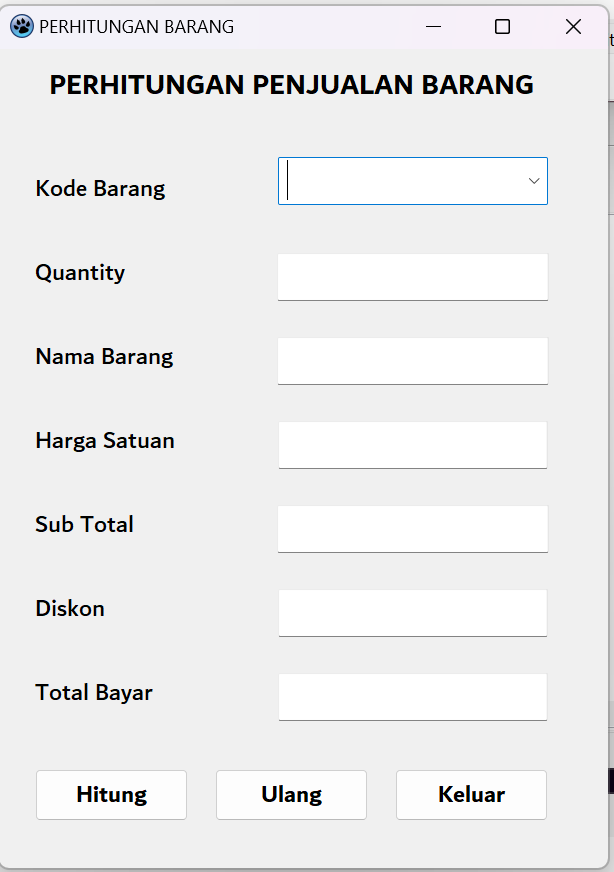 PERHITUNGAN BARANG
PERHITUNGAN PENJUALAN BARANG
Kode Barang
Quantity
Nama Barang
Harga Satuan
Sub Total
Diskon
Total Bayar
Hitung Ulang Keluar